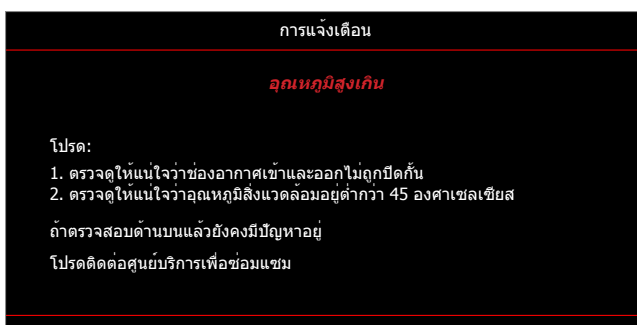 การแจ้งเตือน
อุณหภูมิสูงเกิน
โปรด:
1. ตรวจดูให้แน่ใจว่าช่องอากาศเข้าและออกไม่ถูกปิดกั้น
2. ตรวจดูให้แน่ใจว่าอุณหภูมิสิ่งแวดล้อมอยู่ต่ำกว่า 45 องศาเซลเซียส
ถ้าตรวจสอบด้านบนแล้วยังคงมีปัญหาอยู่
โปรดติดต่อศูนย์บริการเพื่อซ่อมแซม